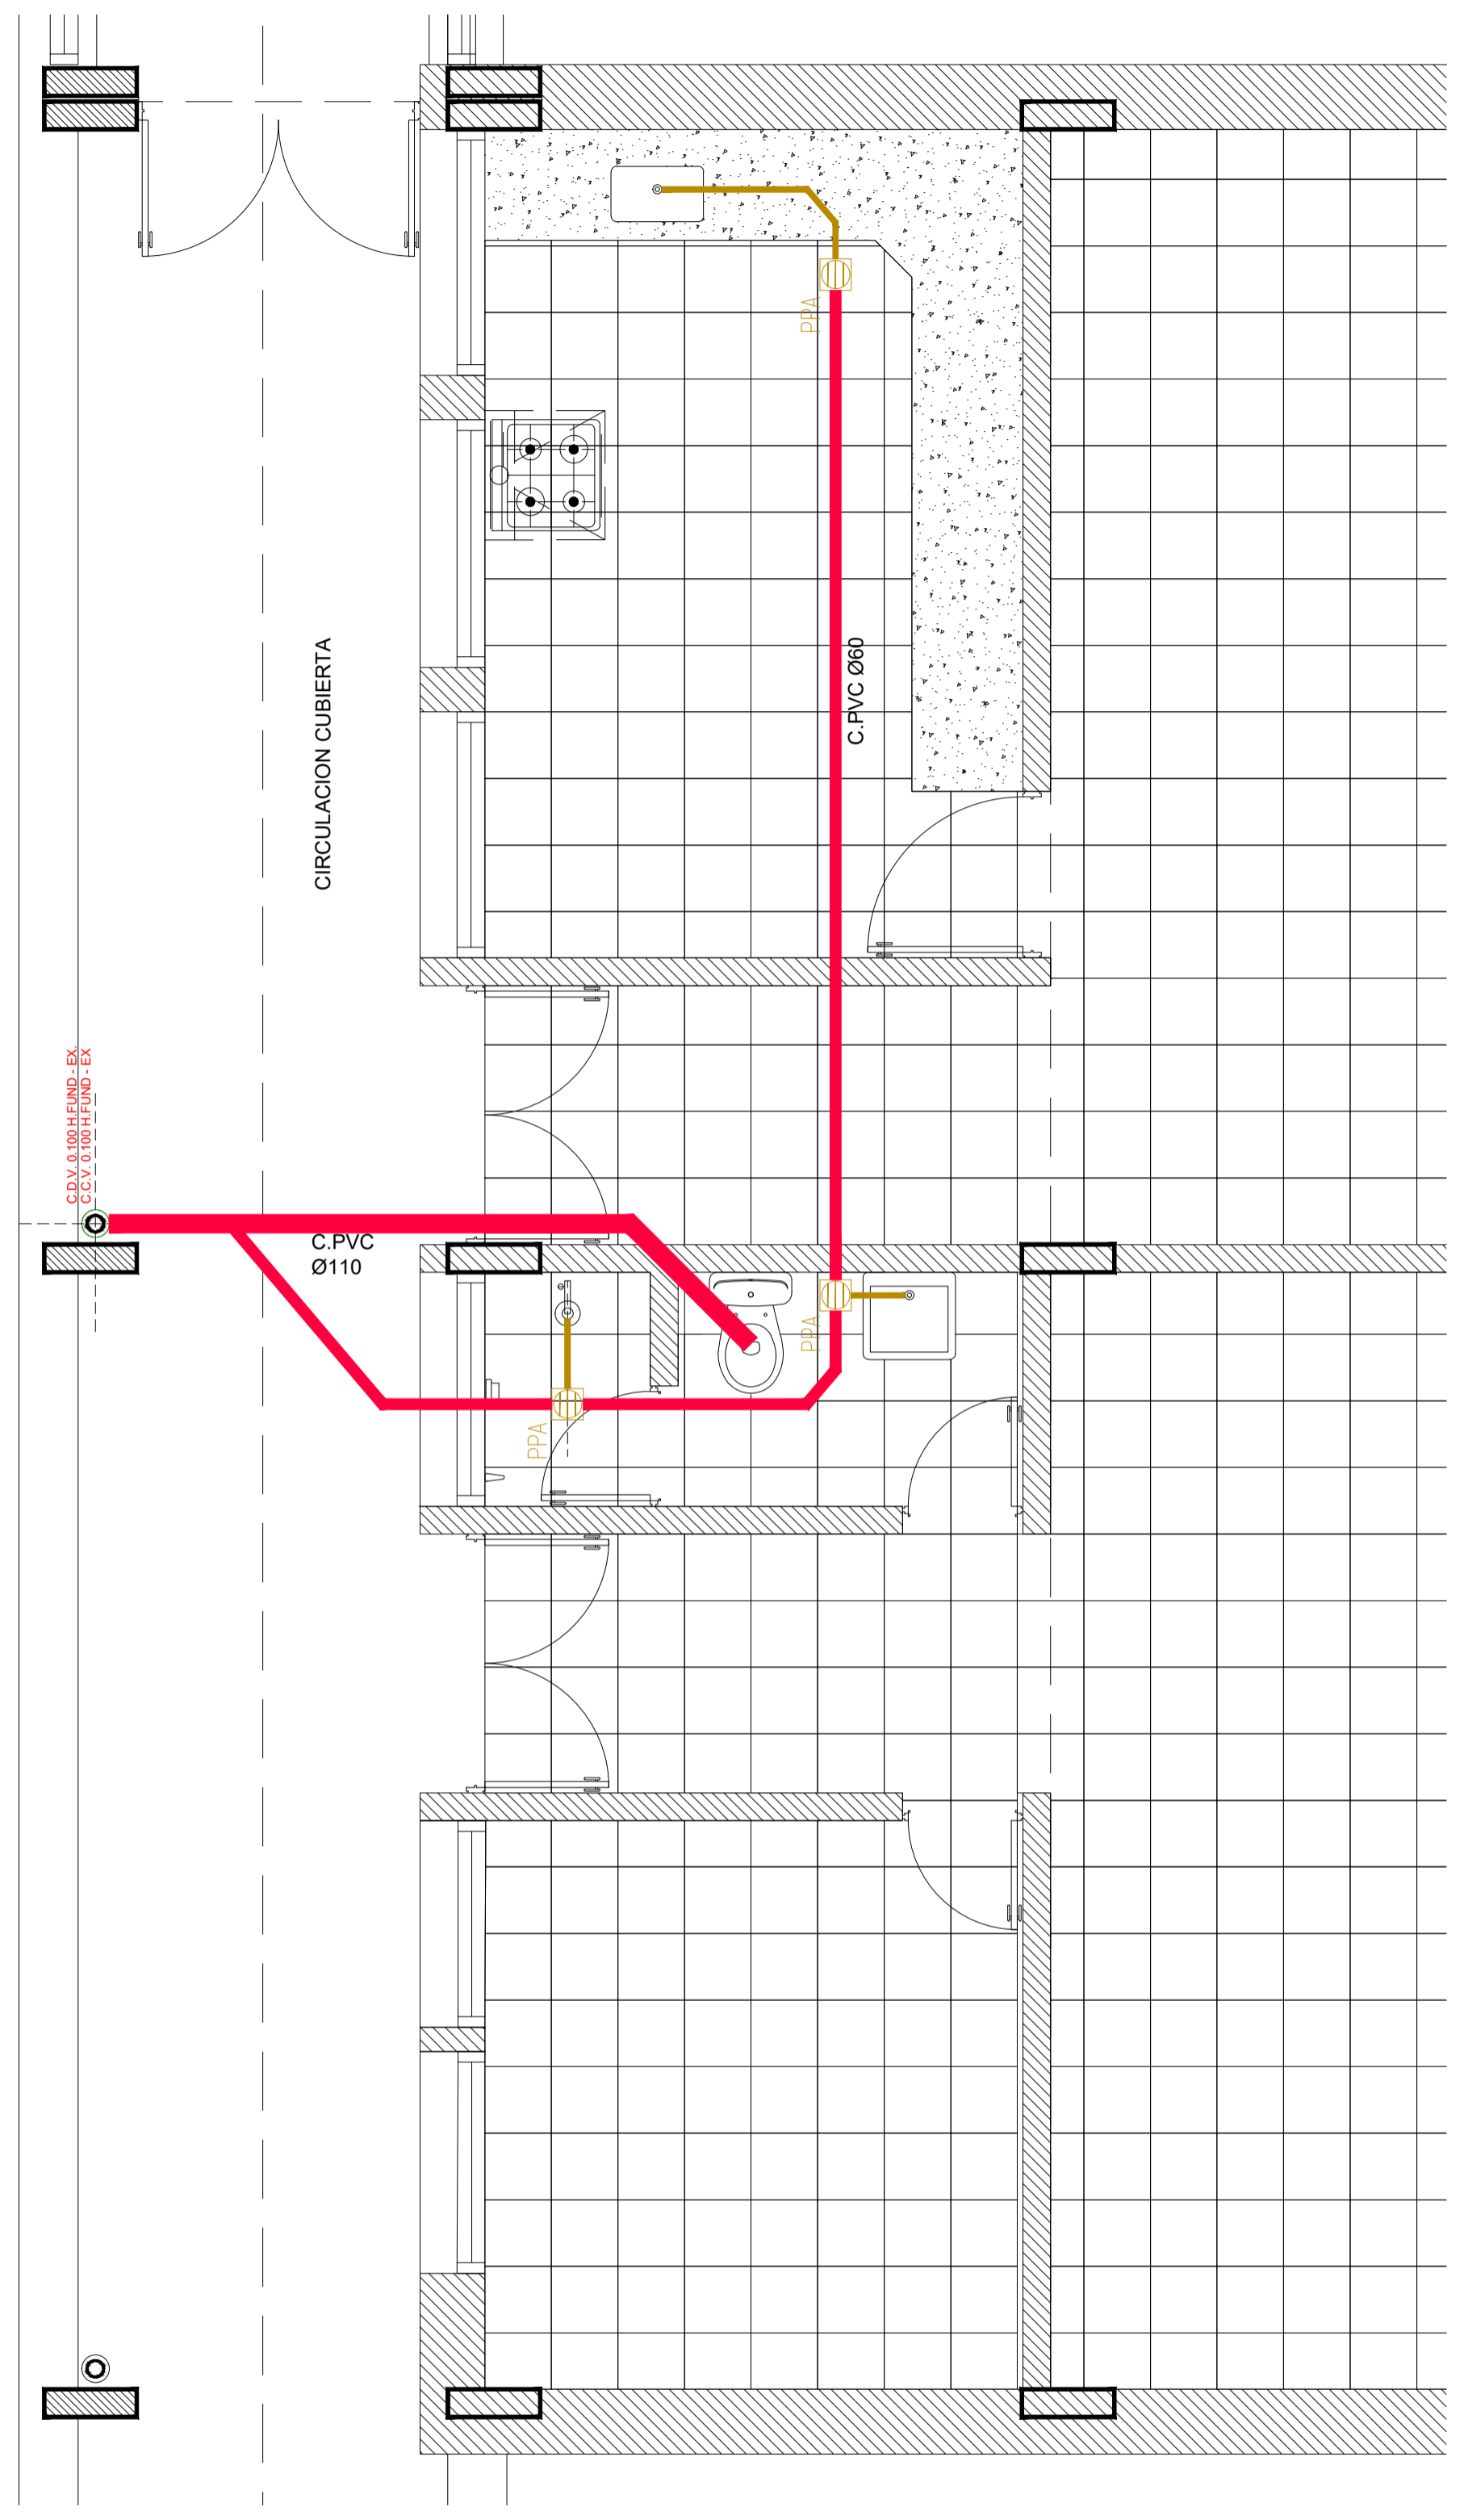 PPA
C.PVC Ø60
CIRCULACION CUBIERTA
C.D.V. 0.100 H.FUND - EX.
C.C.V. 0.100 H.FUND - EX
C.PVC
Ø110
PPA
PPA